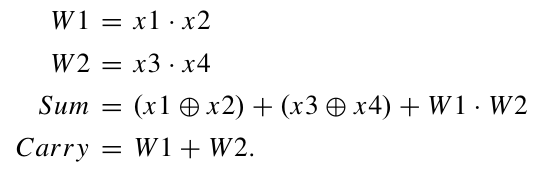 W1 = x1 · x2
W2 = x3 · x4
Sum = (x1 ⊕ x2) + (x3 ⊕ x4) + W1 · W2
Carry = W1 + W2.